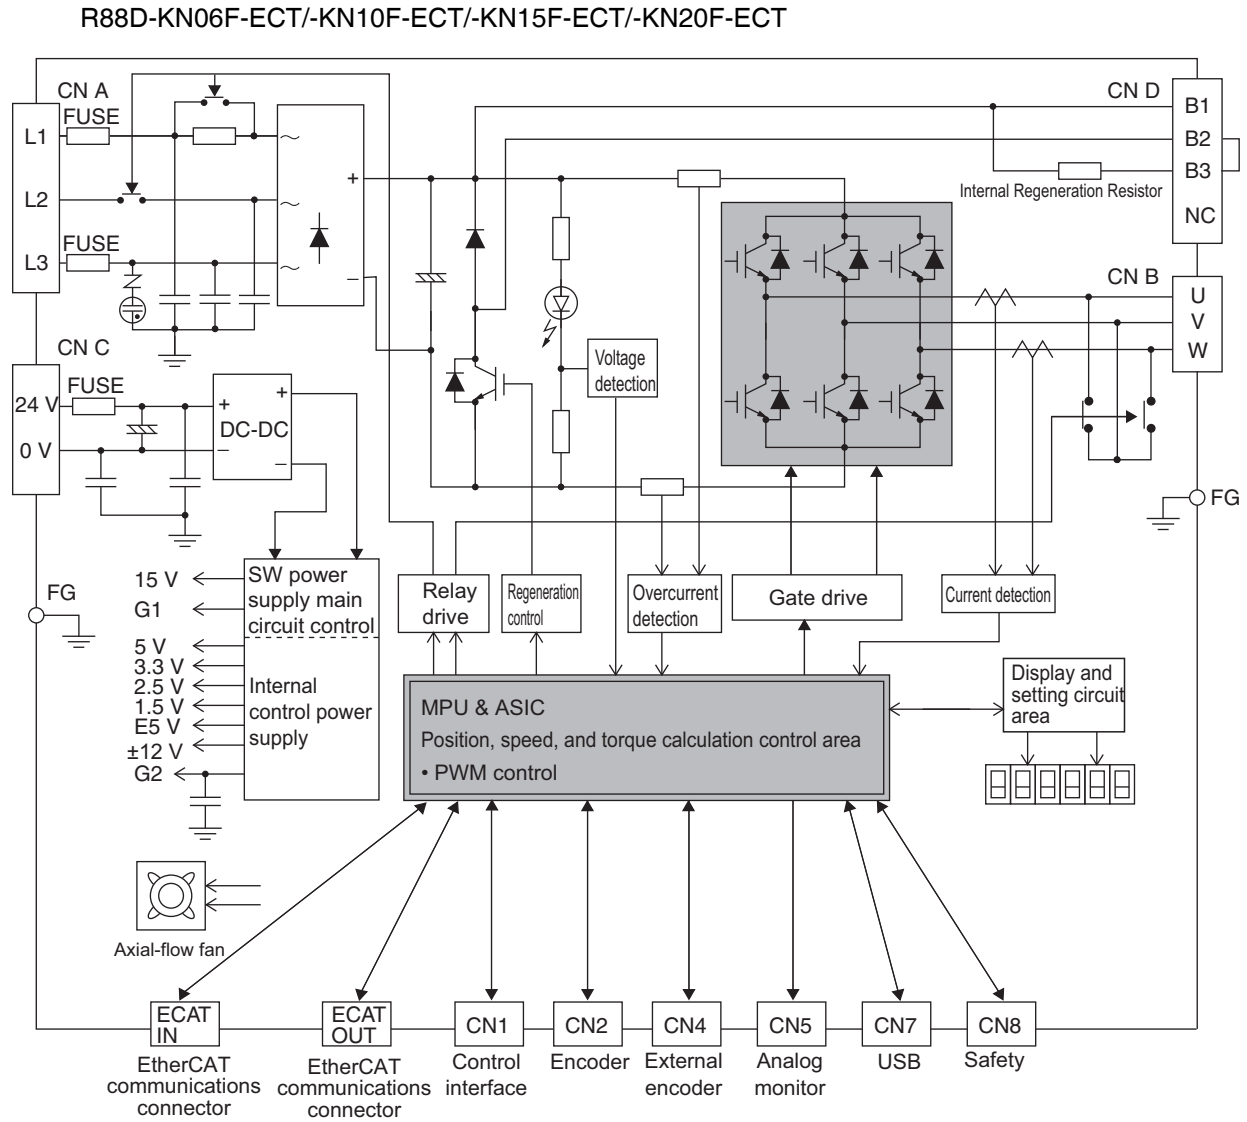 R88D-KN06F-ECT/-KN10F-ECT/-KN15F-ECT/-KN20F-ECT
CN A
FUSE
L1
L2
FUSE
L3
CN C
FUSE
24 V
0 V
+
−
DC-DC
+
−
+
−
CN D
B1
B2
B3
NC
Internal Regeneration Resistor
CN B
U
V
W
Voltage
detection
FG
FG
15 V
G1
5 V
3.3 V
2.5 V
1.5 V
E5 V
±12 V
G2
SW power
supply main
circuit control
Internal
control power
supply
Relay
drive
Regeneration
control
Overcurrent
detection
Gate drive
Current detection
MPU & ASIC
Position, speed, and torque calculation control area
• PWM control
Display and
setting circuit
area
Axial-flow fan
ECAT
IN
ECAT
OUT
CN1
CN2
CN4
CN5
CN7
CN8
EtherCAT
communications
connector
EtherCAT
communications
connector
Control
interface
Encoder
External
encoder
Analog
monitor
USB
Safety